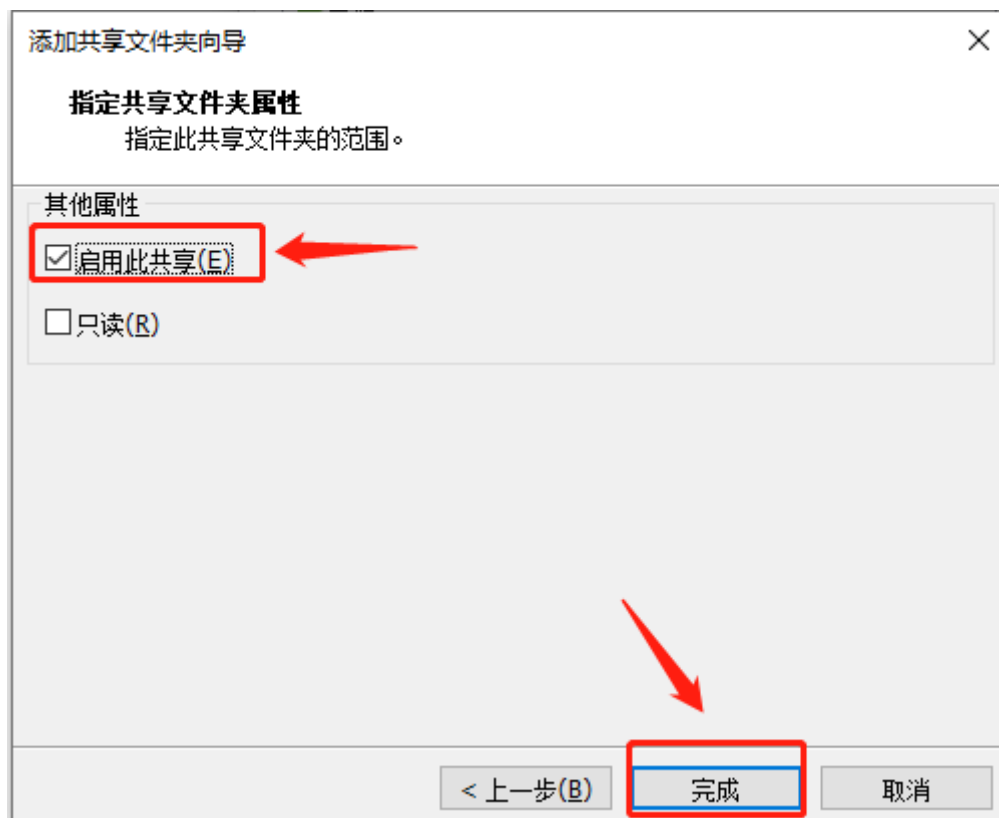 添加共享文件夹向导
指定共享文件夹属性
指定此共享文件夹的范围。
其他属性
启用此共享(E)
只读(R)
< 上一步(B) 完成 取消